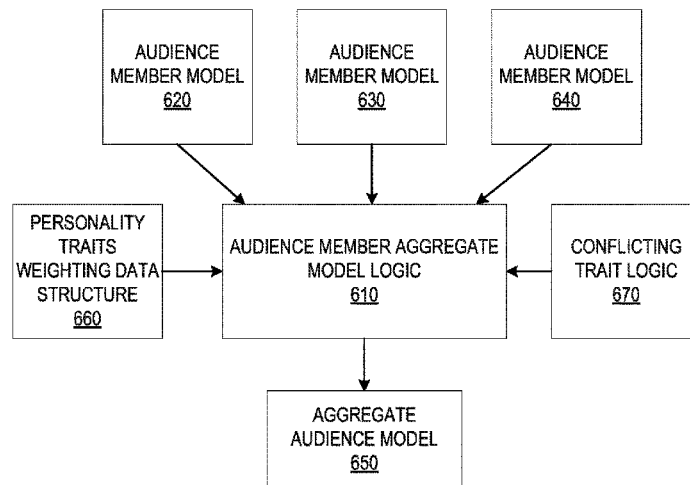 AUDIENCE
MEMBER MODEL
620
AUDIENCE
MEMBER MODEL
630
AUDIENCE
MEMBER MODEL
640
PERSONALITY
TRAITS
WEIGHTING DATA
STRUCTURE
660
AUDIENCE MEMBER AGGREGATE
MODEL LOGIC
610
CONFLICTING
TRAIT LOGIC
670
AGGREGATE
AUDIENCE MODEL
650